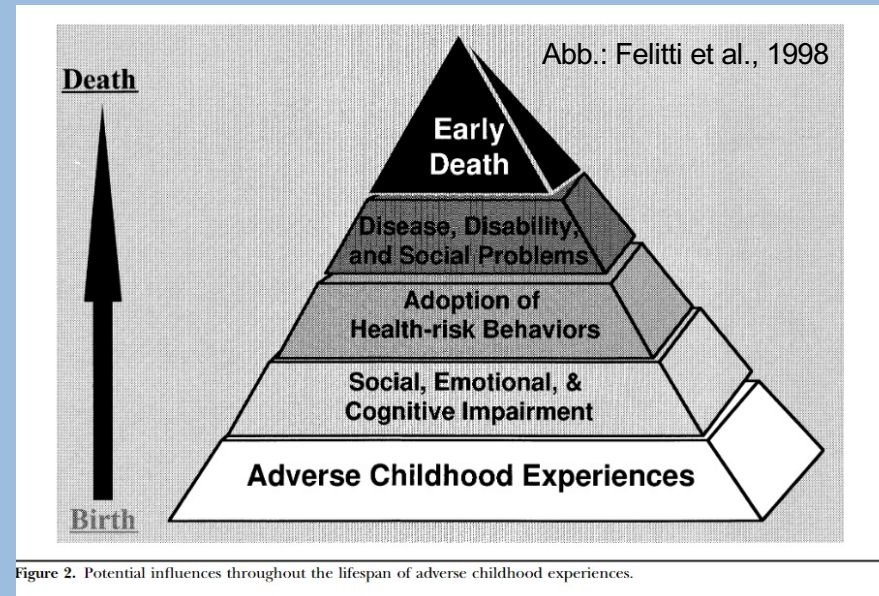 Abb.: Felitti et al., 1998
Death
Early
Death
Disease, Disability,
and Social Problems
Adoption of
Health-risk Behaviors
Social, Emotional, &
Cognitive Impairment
Adverse Childhood Experiences
Birth
Figure 2. Potential influences throughout the lifespan of adverse childhood experiences.